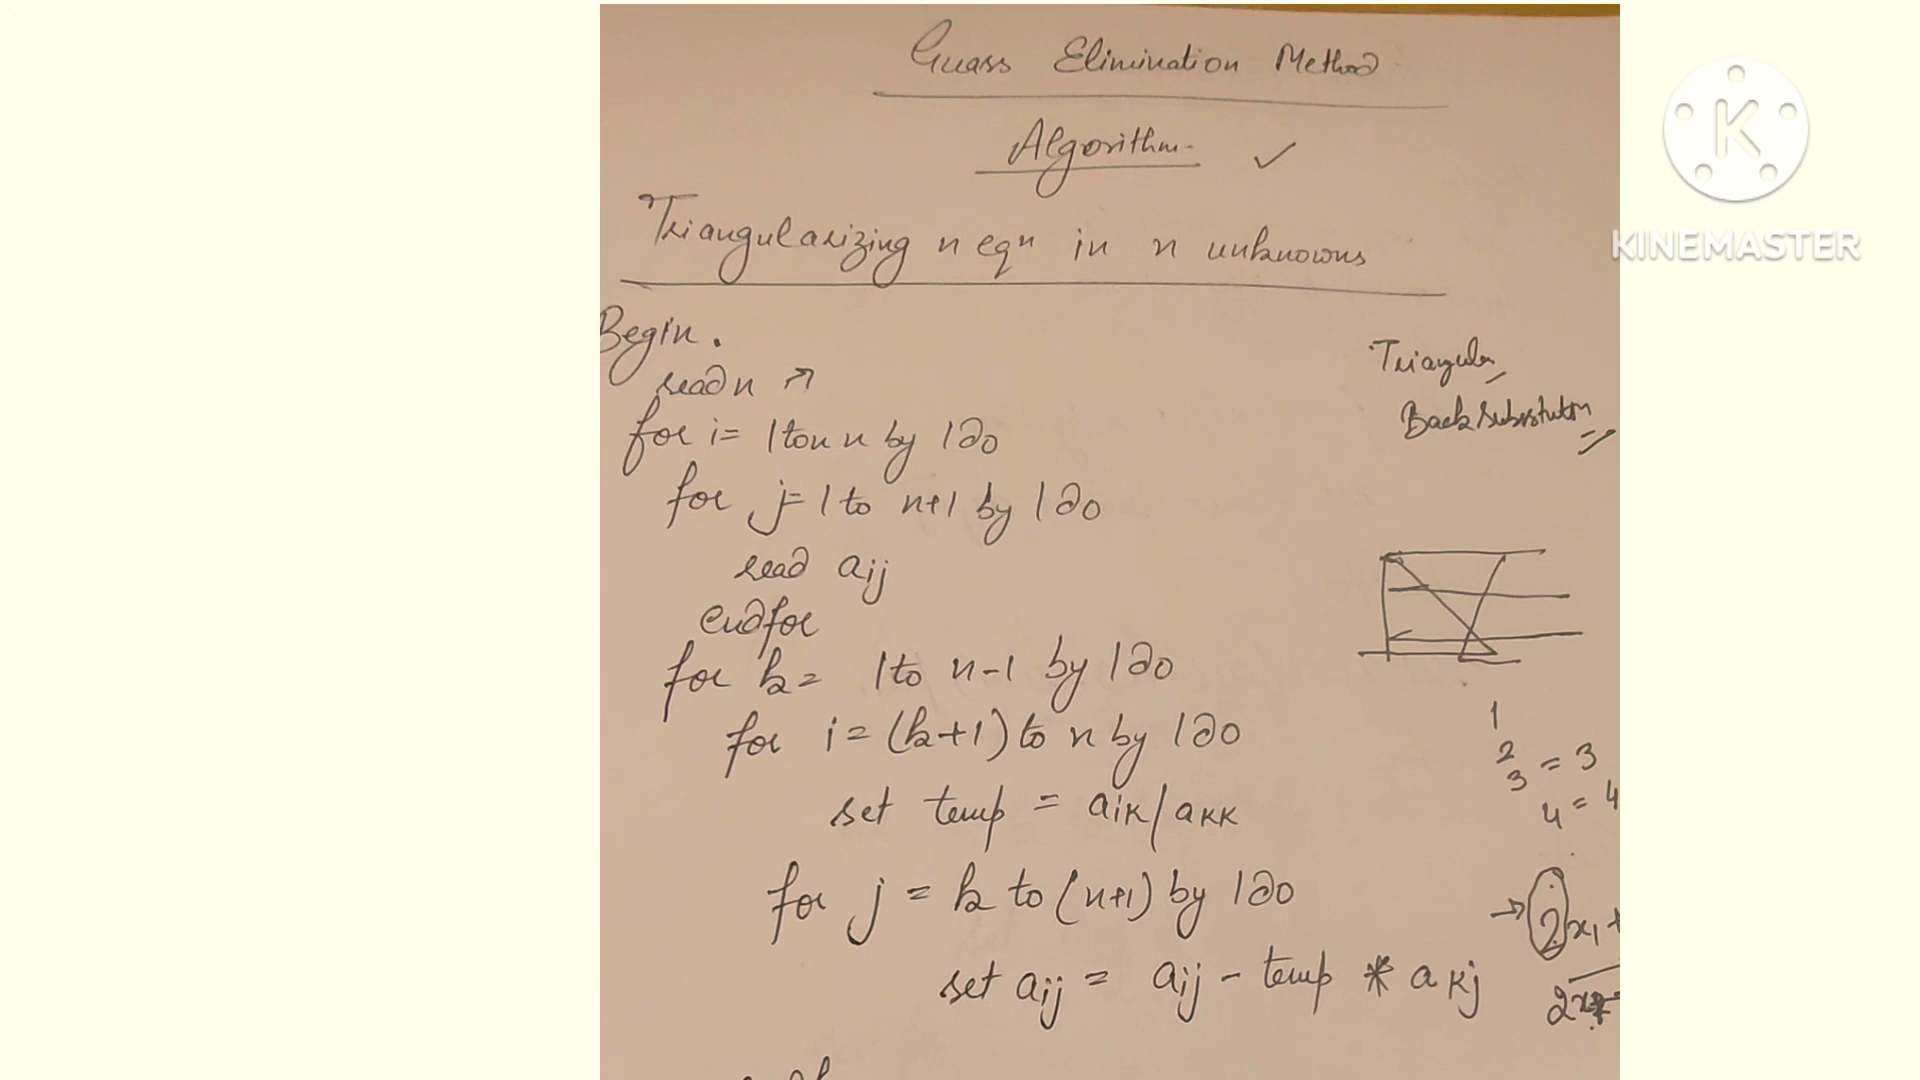 Guass Elimination Method
Algorithm
Triangularizing n eqn in n unknowns
Begin.
read n
for i= 1 to n by 1 do
for j= 1 to n+1 by 1 do
read aij
endfor
for k= 1 to n-1 by 1 do
for i = (k+1) to n by 1 do
set temp = aik/akk
for j = k to (n+1) by 1 do
set aij = aij - temp * akj
Triangular
Back substitution
1
2
3 = 3
4 = 4
2x1 +
KINEMASTER